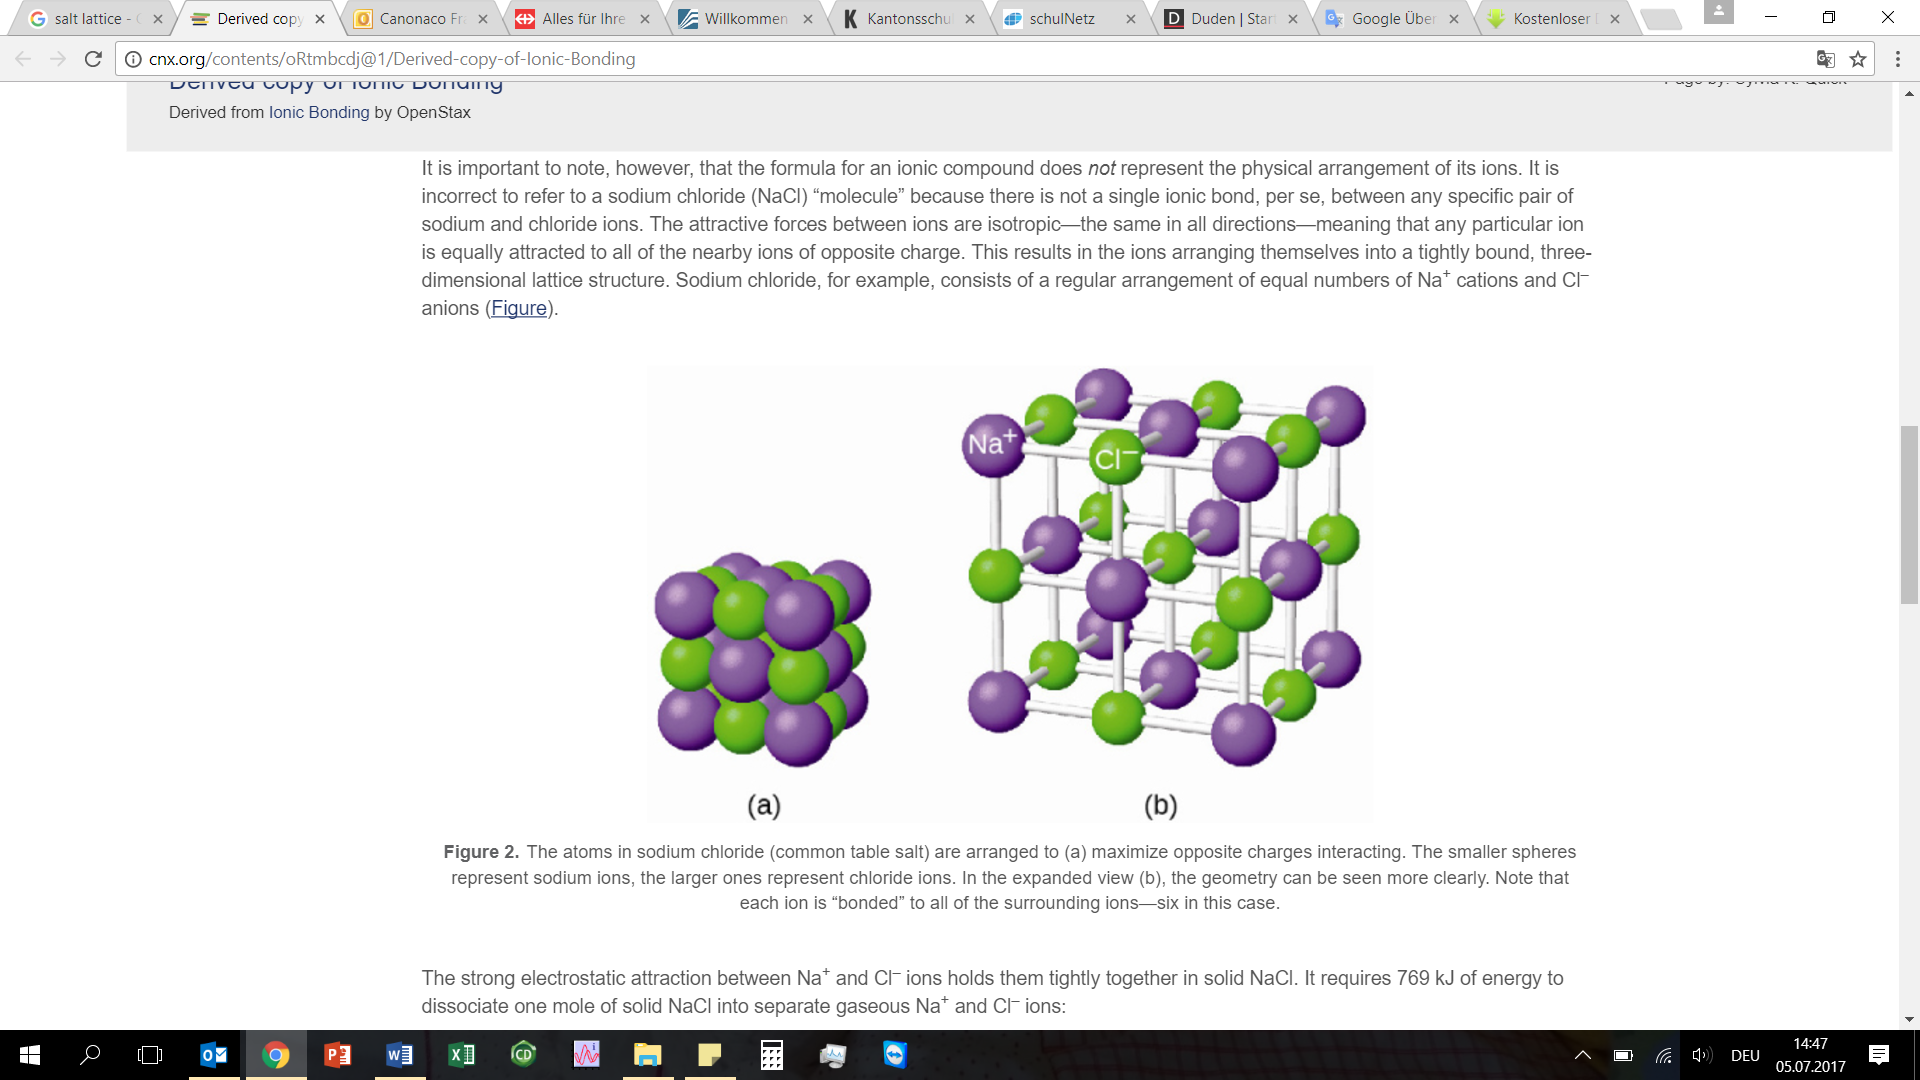 salt lattice - G
Derived copy
Canonaco Fra
Alles für Ihre
Willkommen
Kantonsschul
schulNetz
Duden | Start
Google Über
Kostenloser D
cnx.org/contents/oRtmbcdj@1/Derived-copy-of-Ionic-Bonding
Derived copy of Ionic Bonding
Page by: Sylvia R. Quick
Derived from Ionic Bonding by OpenStax
It is important to note, however, that the formula for an ionic compound does not represent the physical arrangement of its ions. It is
incorrect to refer to a sodium chloride (NaCl) “molecule” because there is not a single ionic bond, per se, between any specific pair of
sodium and chloride ions. The attractive forces between ions are isotropic—the same in all directions—meaning that any particular ion
is equally attracted to all of the nearby ions of opposite charge. This results in the ions arranging themselves into a tightly bound, three-
dimensional lattice structure. Sodium chloride, for example, consists of a regular arrangement of equal numbers of Na⁺ cations and Cl⁻
anions (Figure).
Na⁺
Cl⁻
(a)
(b)
Figure 2. The atoms in sodium chloride (common table salt) are arranged to (a) maximize opposite charges interacting. The smaller spheres
represent sodium ions, the larger ones represent chloride ions. In the expanded view (b), the geometry can be seen more clearly. Note that
each ion is “bonded” to all of the surrounding ions—six in this case.
The strong electrostatic attraction between Na⁺ and Cl⁻ ions holds them tightly together in solid NaCl. It requires 769 kJ of energy to
dissociate one mole of solid NaCl into separate gaseous Na⁺ and Cl⁻ ions:
DEU
14:47
05.07.2017